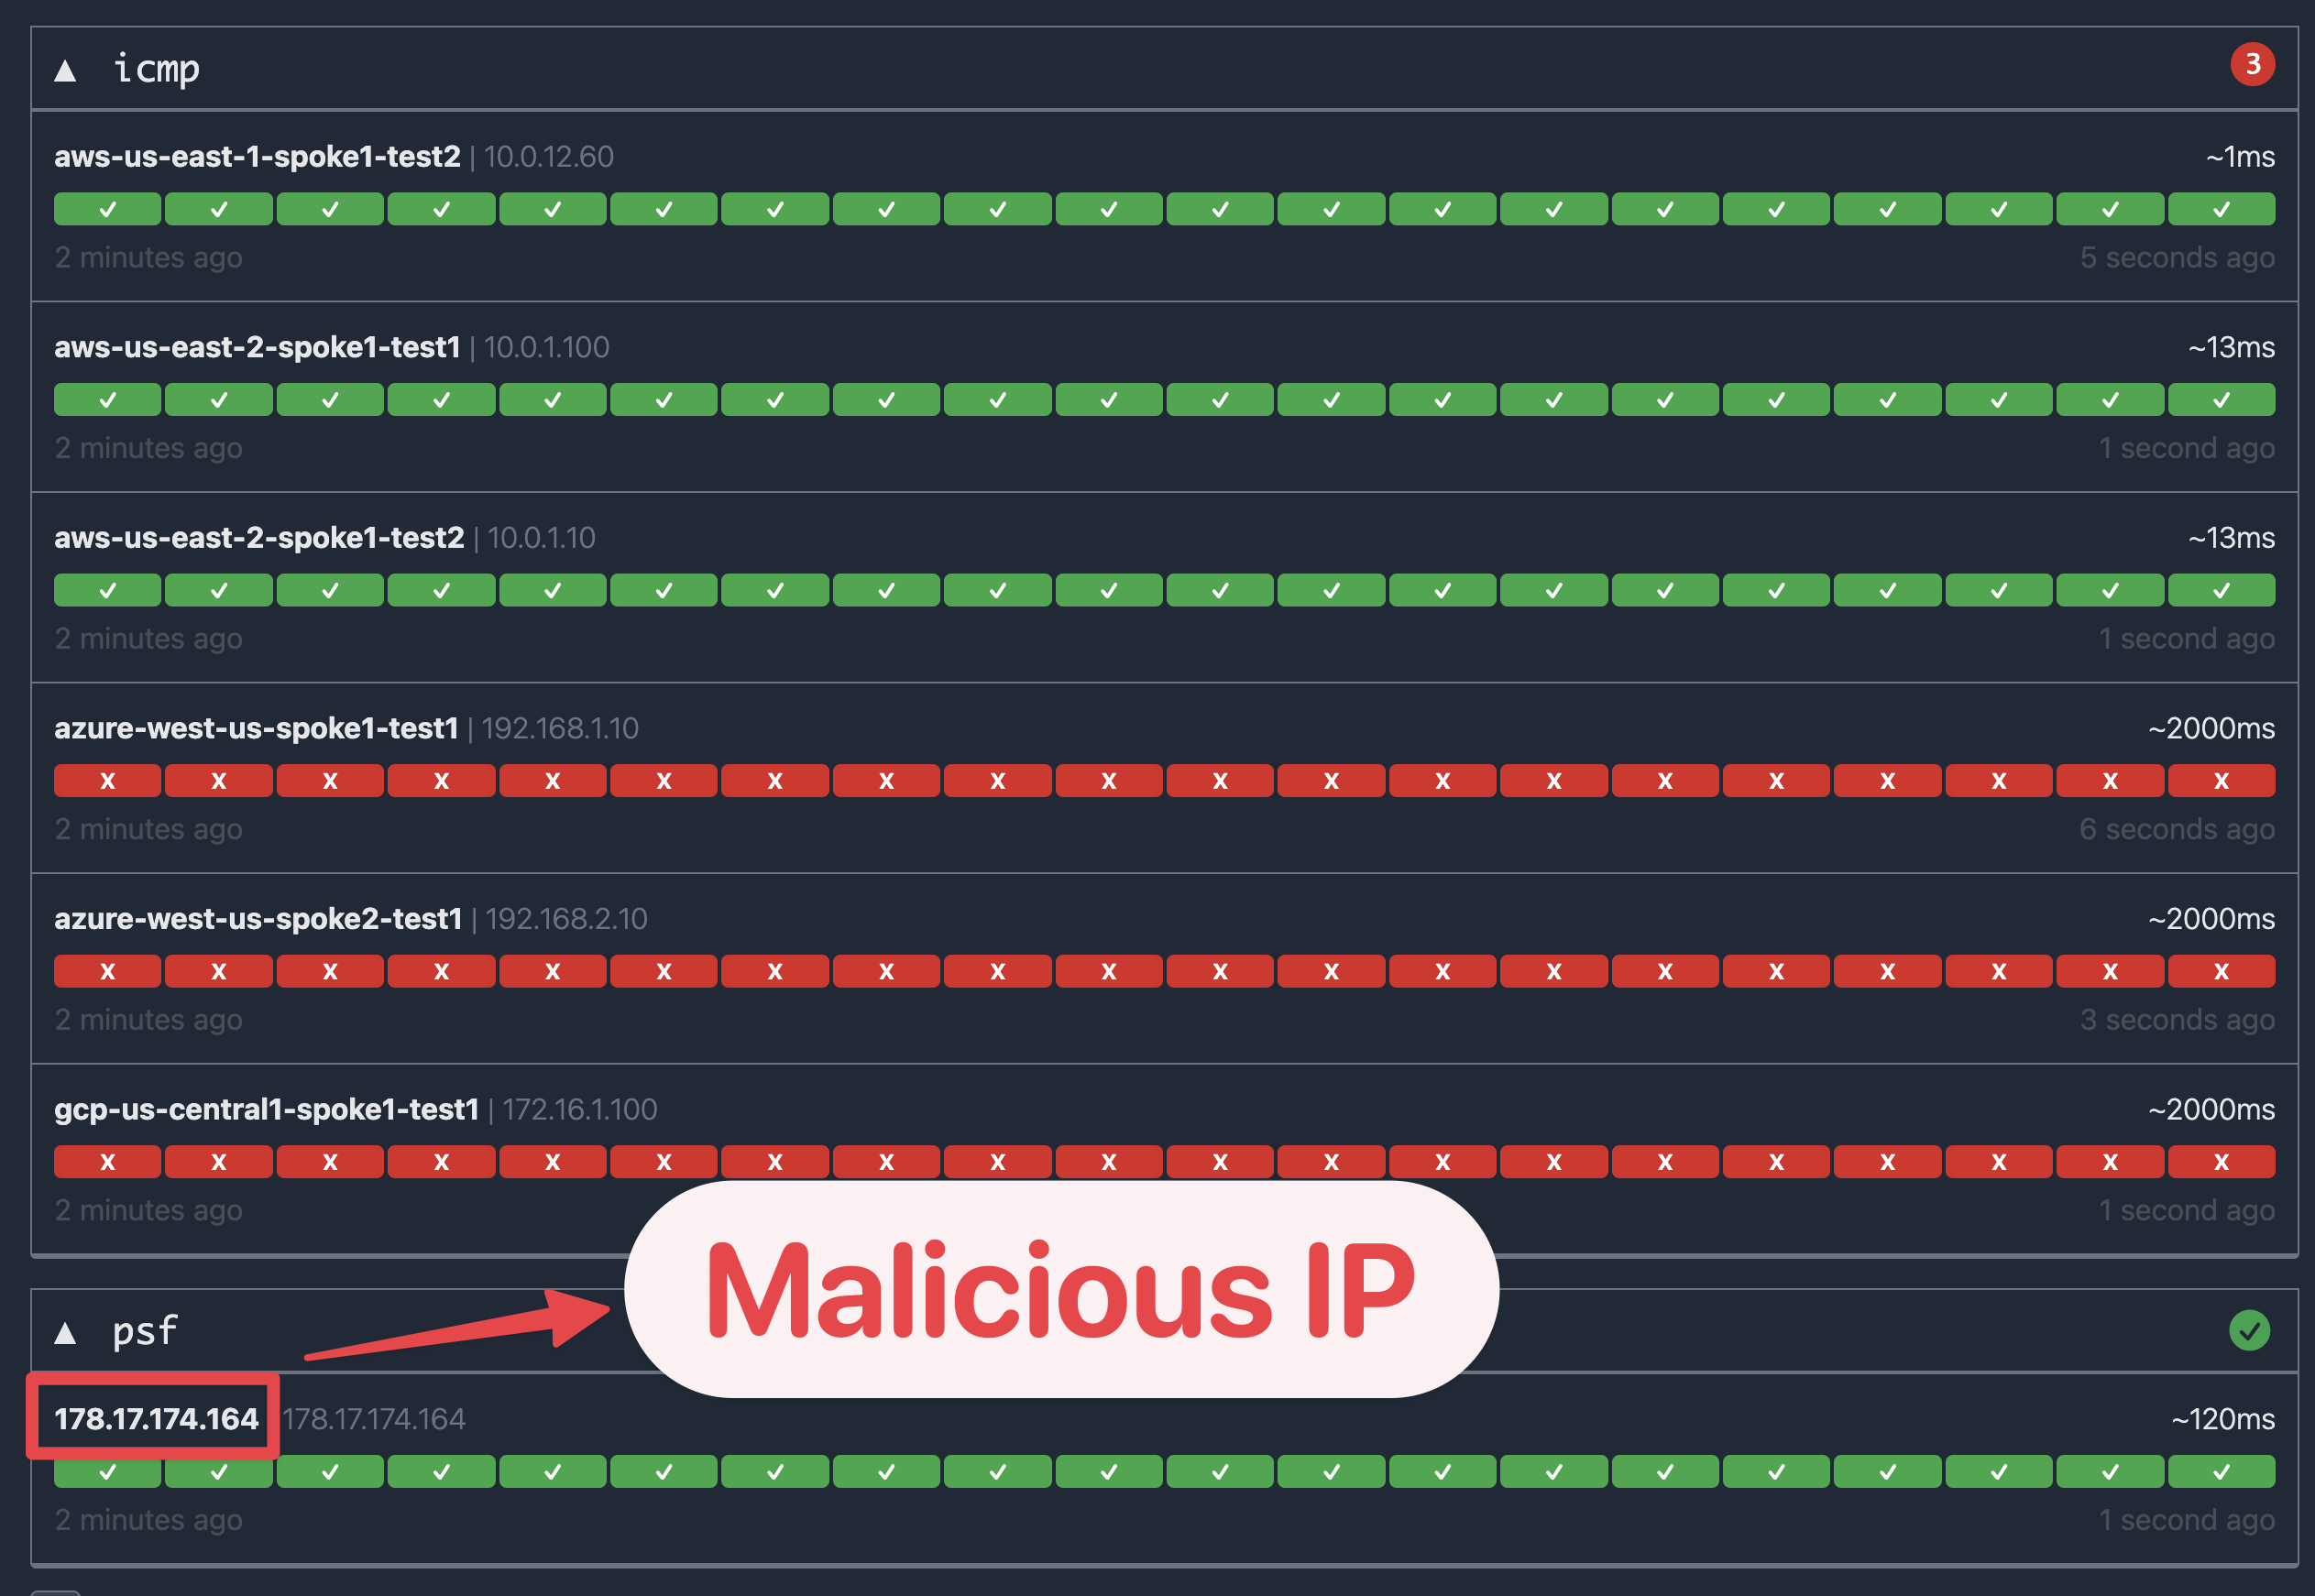 ▲ icmp 3
aws-us-east-1-spoke1-test2 | 10.0.12.60 ~1ms
✓ ✓ ✓ ✓ ✓ ✓ ✓ ✓ ✓ ✓ ✓ ✓ ✓ ✓ ✓ ✓ ✓ ✓ ✓ ✓
2 minutes ago 5 seconds ago
aws-us-east-2-spoke1-test1 | 10.0.1.100 ~13ms
✓ ✓ ✓ ✓ ✓ ✓ ✓ ✓ ✓ ✓ ✓ ✓ ✓ ✓ ✓ ✓ ✓ ✓ ✓ ✓
2 minutes ago 1 second ago
aws-us-east-2-spoke1-test2 | 10.0.1.10 ~13ms
✓ ✓ ✓ ✓ ✓ ✓ ✓ ✓ ✓ ✓ ✓ ✓ ✓ ✓ ✓ ✓ ✓ ✓ ✓ ✓
2 minutes ago 1 second ago
azure-west-us-spoke1-test1 | 192.168.1.10 ~2000ms
X X X X X X X X X X X X X X X X X X X X
2 minutes ago 6 seconds ago
azure-west-us-spoke2-test1 | 192.168.2.10 ~2000ms
X X X X X X X X X X X X X X X X X X X X
2 minutes ago 3 seconds ago
gcp-us-central1-spoke1-test1 | 172.16.1.100 ~2000ms
X X X X X X X X X X X X X X X X X X X X
2 minutes ago 1 second ago
Malicious IP
▲ psf ✓
178.17.174.164 178.17.174.164 ~120ms
✓ ✓ ✓ ✓ ✓ ✓ ✓ ✓ ✓ ✓ ✓ ✓ ✓ ✓ ✓ ✓ ✓ ✓ ✓ ✓
2 minutes ago 1 second ago